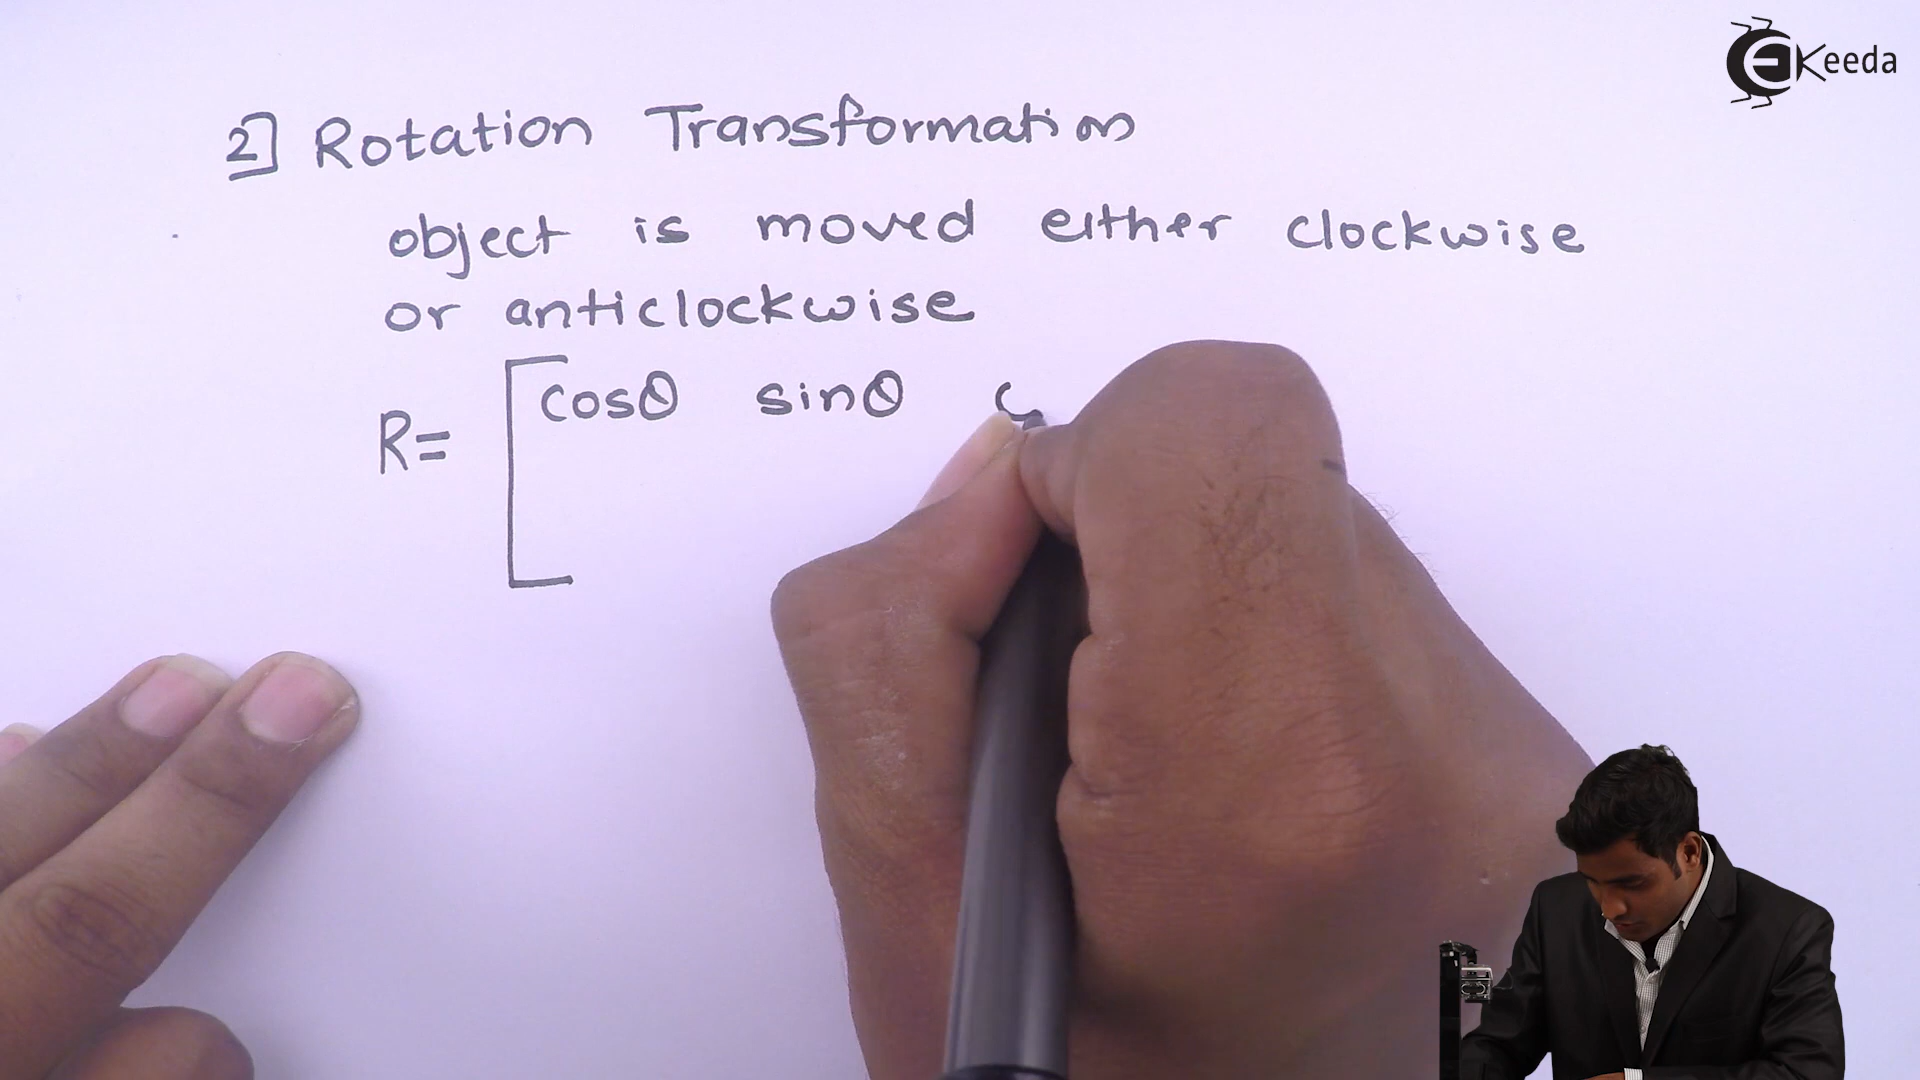 EKeeda
2] Rotation Transformation
object is moved either clockwise
or anticlockwise
R= [ cosθ sinθ